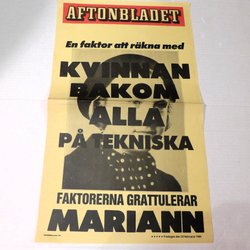 AFTONBLADET
En faktor att räkna med
KVINNAN
BAKOM
ALLA
PÅ TEKNISKA
FAKTORERNA GRATTULERAR
MARIANN